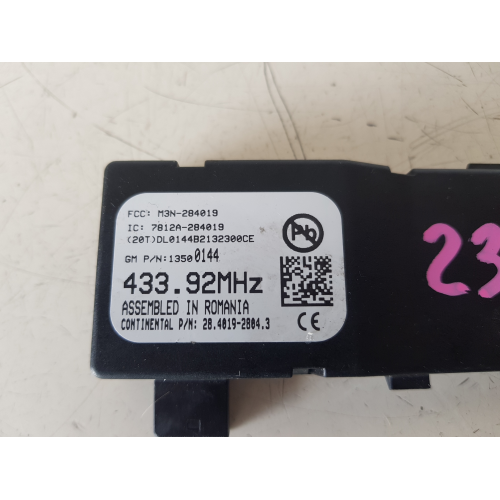 FCC: M3N-284019
IC: 7812A-284019
(20T)DL0144B2132300CE
GM P/N:13500144
433.92MHz
ASSEMBLED IN ROMANIA
CONTINENTAL P/N: 28.4019-2804.3
Pb
CE
23